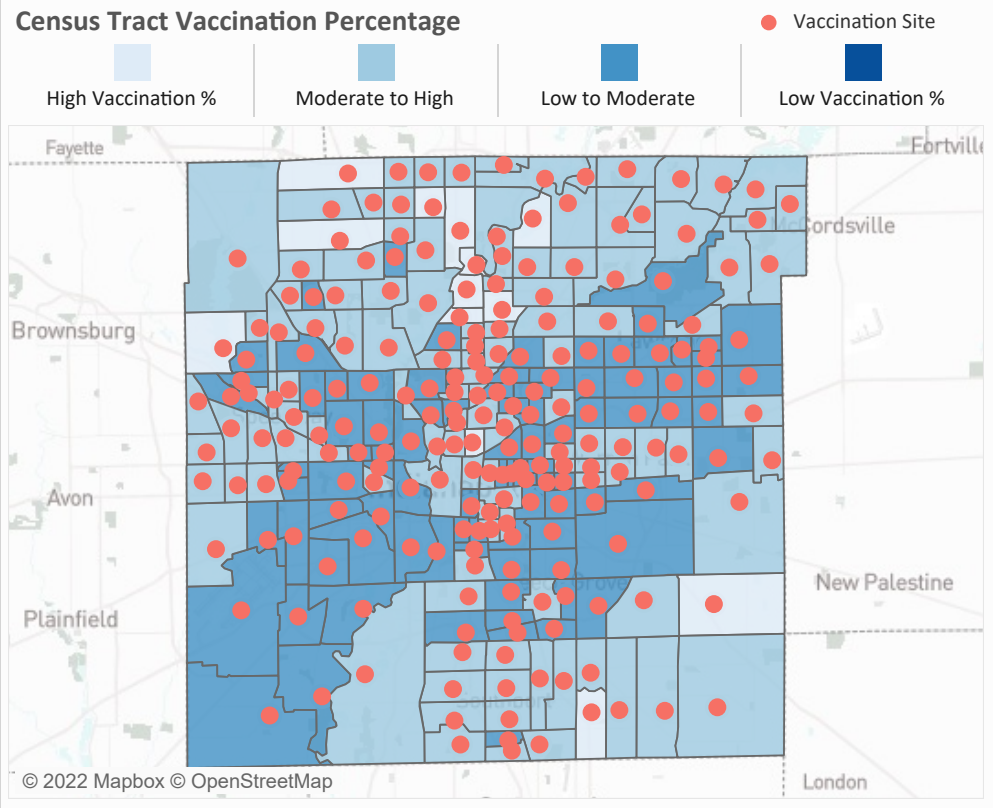 Census Tract Vaccination Percentage
Vaccination Site
High Vaccination %
Moderate to High
Low to Moderate
Low Vaccination %
Fayette
Fortville
McCordsville
Brownsburg
Avon
New Palestine
Plainfield
Southport
© 2022 Mapbox © OpenStreetMap
London